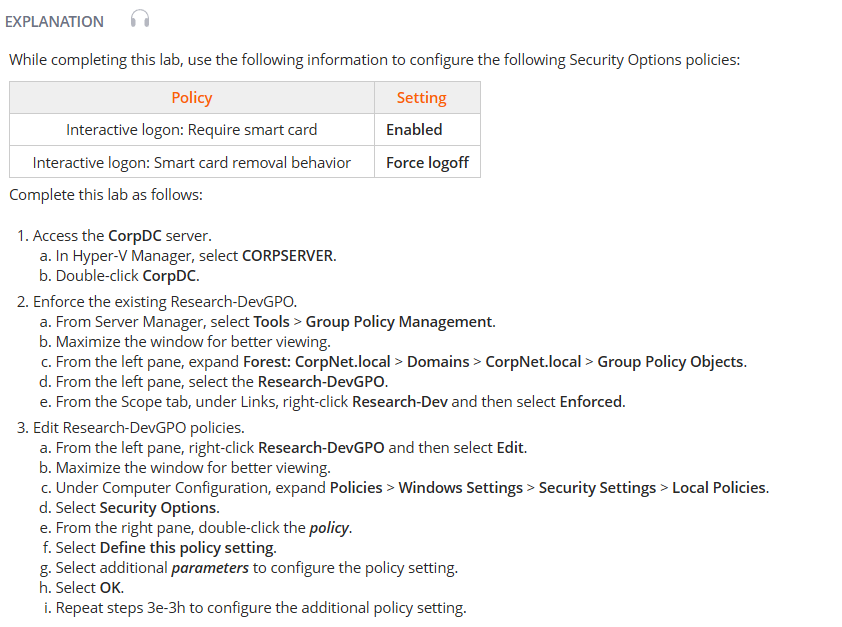 EXPLANATION
While completing this lab, use the following information to configure the following Security Options policies:
Policy Setting
Interactive logon: Require smart card Enabled
Interactive logon: Smart card removal behavior Force logoff
Complete this lab as follows:
1. Access the CorpDC server.
a. In Hyper-V Manager, select CORPSERVER.
b. Double-click CorpDC.
2. Enforce the existing Research-DevGPO.
a. From Server Manager, select Tools > Group Policy Management.
b. Maximize the window for better viewing.
c. From the left pane, expand Forest: CorpNet.local > Domains > CorpNet.local > Group Policy Objects.
d. From the left pane, select the Research-DevGPO.
e. From the Scope tab, under Links, right-click Research-Dev and then select Enforced.
3. Edit Research-DevGPO policies.
a. From the left pane, right-click Research-DevGPO and then select Edit.
b. Maximize the window for better viewing.
c. Under Computer Configuration, expand Policies > Windows Settings > Security Settings > Local Policies.
d. Select Security Options.
e. From the right pane, double-click the policy.
f. Select Define this policy setting.
g. Select additional parameters to configure the policy setting.
h. Select OK.
i. Repeat steps 3e-3h to configure the additional policy setting.